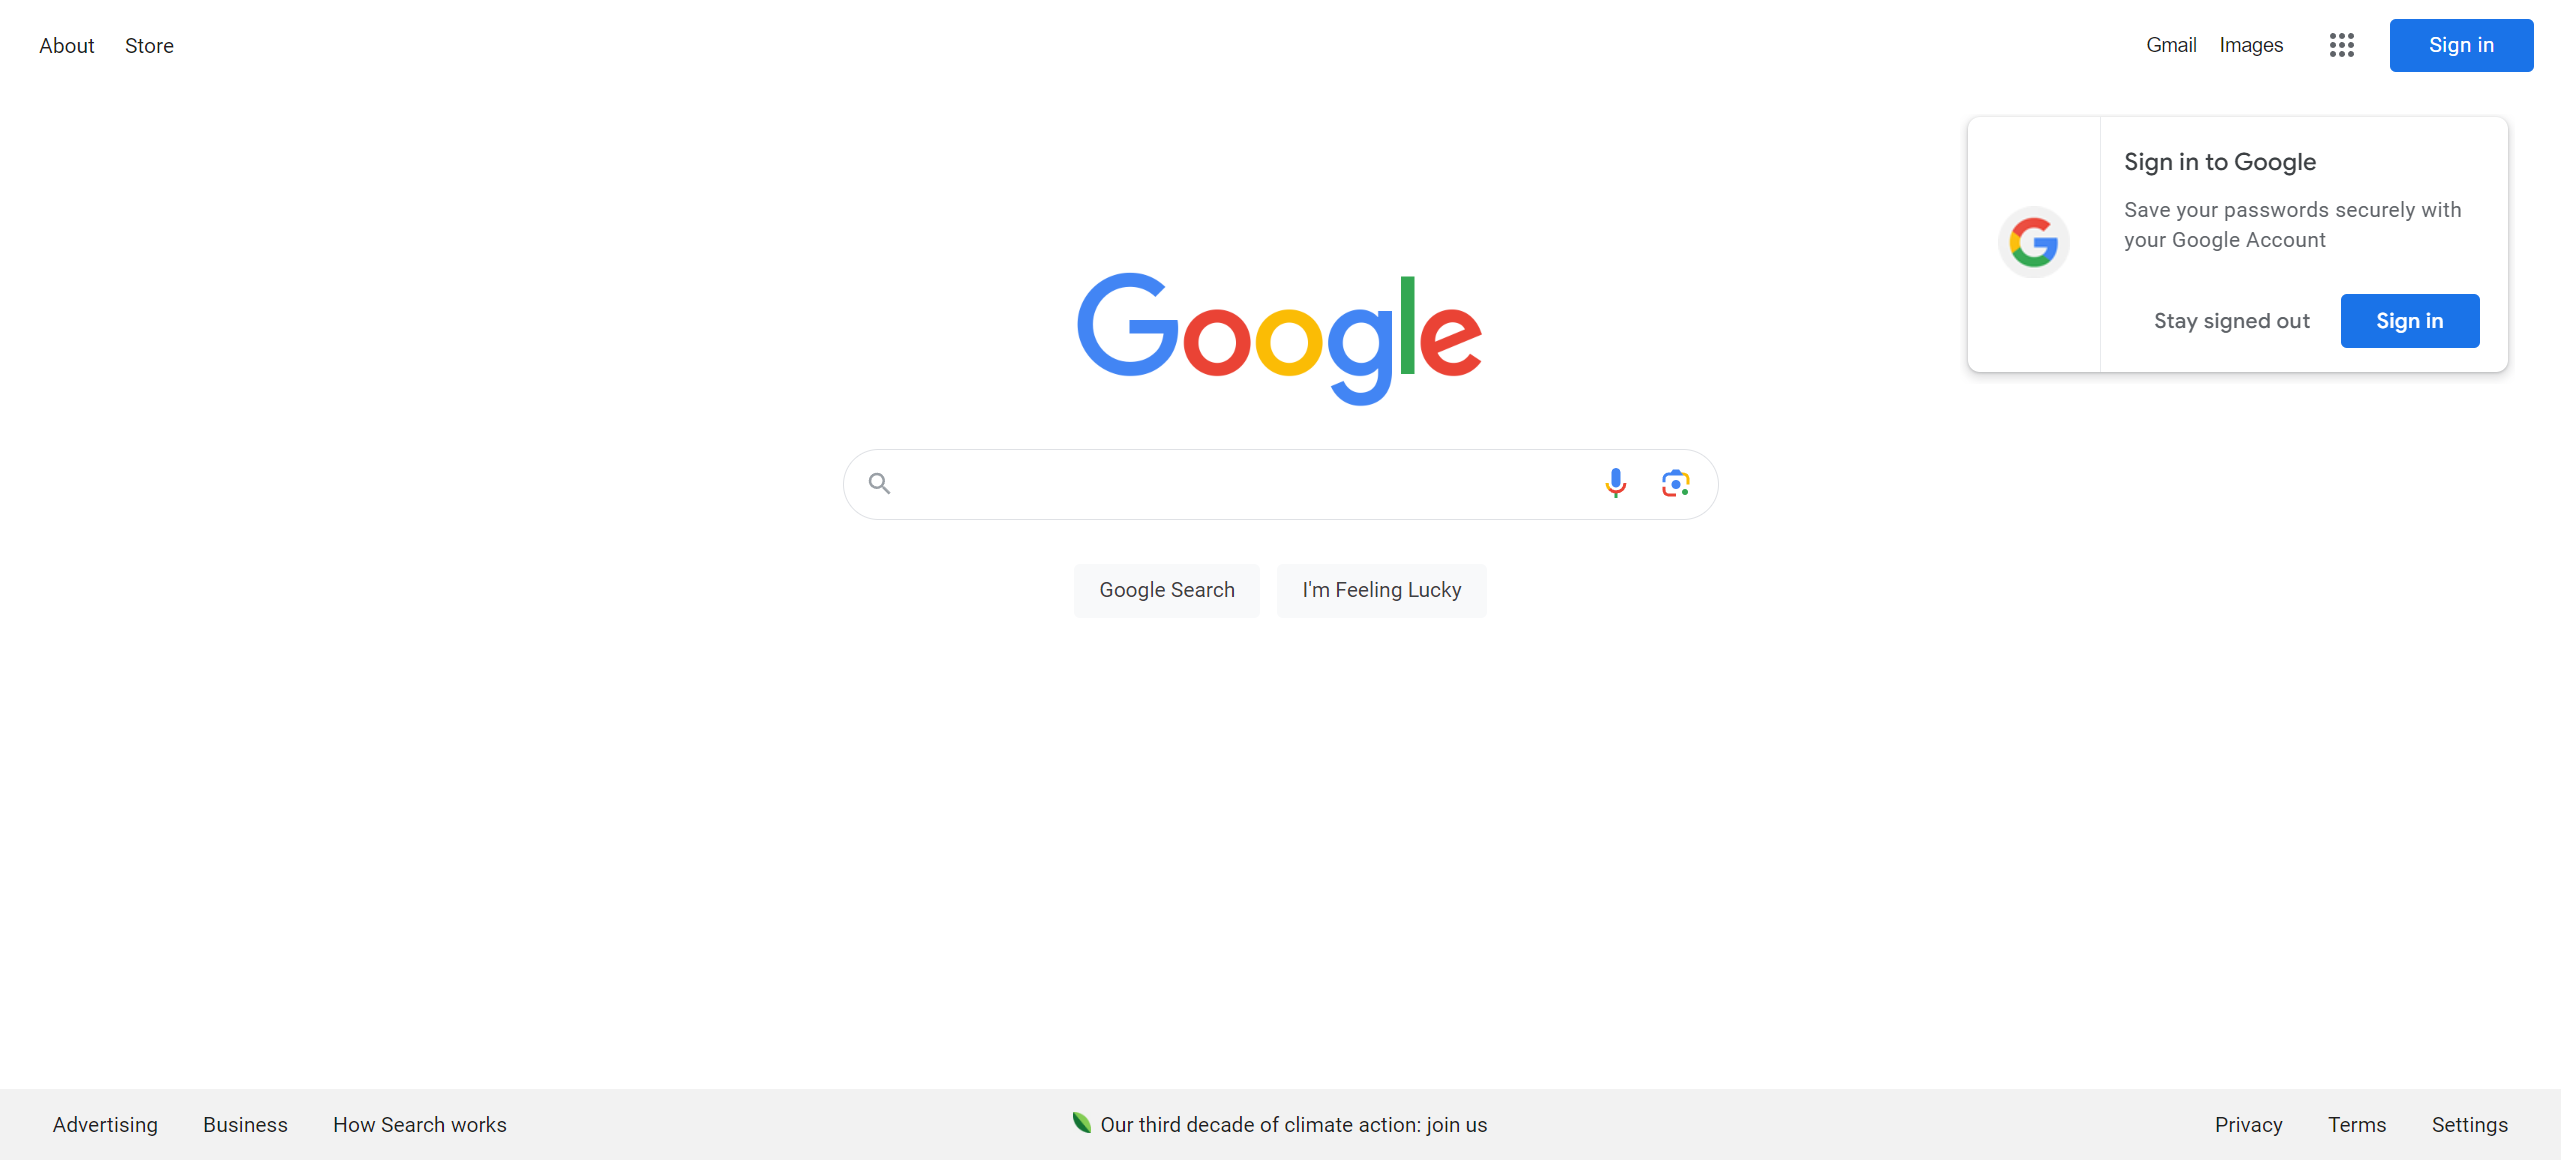 About Store Gmail Images Sign in
Sign in to Google
Save your passwords securely with
your Google Account
Stay signed out Sign in
Google
Google Search I'm Feeling Lucky
Advertising Business How Search works Our third decade of climate action: join us Privacy Terms Settings